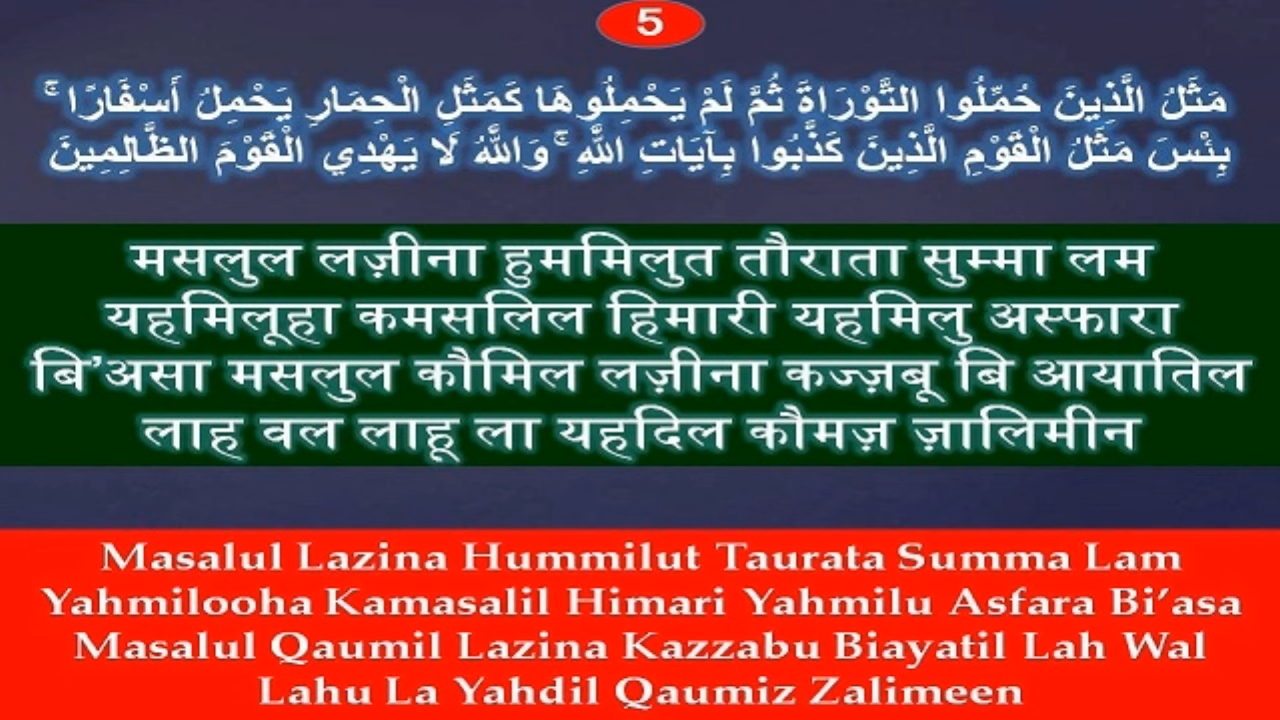 5
مَثَلُ الَّذِينَ حُمِّلُوا التَّوْرَاةَ ثُمَّ لَمْ يَحْمِلُوهَا كَمَثَلِ الْحِمَارِ يَحْمِلُ أَسْفَارًا ۚ
بِئْسَ مَثَلُ الْقَوْمِ الَّذِينَ كَذَّبُوا بِآيَاتِ اللَّهِ ۚ وَاللَّهُ لَا يَهْدِي الْقَوْمَ الظَّالِمِينَ
मसलुल लज़ीना हुममिलुत तौराता सुम्मा लम
यहमिलूहा कमसलिल हिमारी यहमिलु अस्फारा
बि’असा मसलुल कौमिल लज़ीना कज्ज़बू बि आयातिल
लाह वल लाहू ला यहदिल कौमज़ ज़ालिमीन
Masalul Lazina Hummilut Taurata Summa Lam
Yahmilooha Kamasalil Himari Yahmilu Asfara Bi’asa
Masalul Qaumil Lazina Kazzabu Biayatil Lah Wal
Lahu La Yahdil Qaumiz Zalimeen